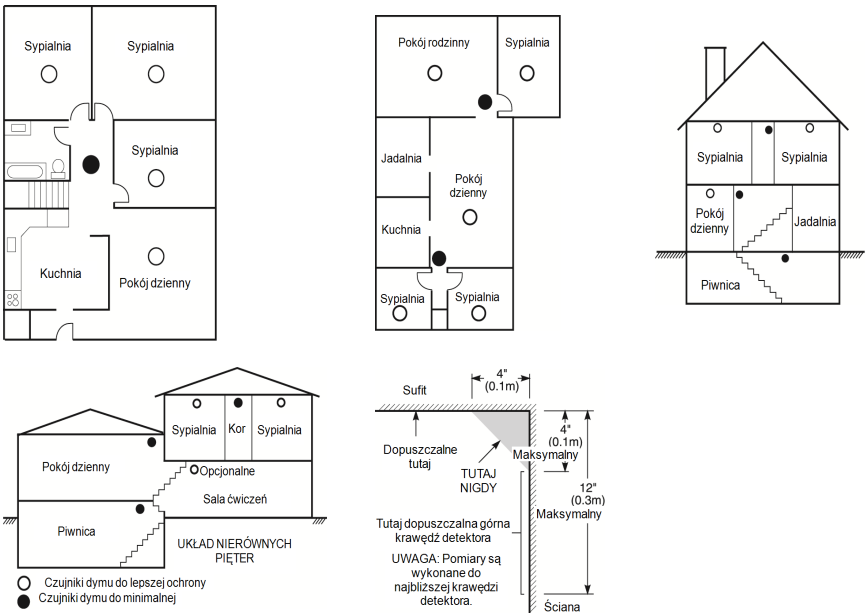 Sypialnia
Sypialnia
Sypialnia
Kuchnia
Pokój dzienny
Pokój rodzinny
Sypialnia
Jadalnia
Pokój
dzienny
Kuchnia
Sypialnia
Sypialnia
Sypialnia
Sypialnia
Pokój
dzienny
Jadalnia
Piwnica
Sypialnia
Kor
Sypialnia
Pokój dzienny
Opcjonalne
Sala ćwiczeń
Piwnica
UKŁAD NIERÓWNYCH
PIĘTER
Czujniki dymu do lepszej ochrony
Czujniki dymu do minimalnej
4"
(0.1m)
Sufit
4"
(0.1m)
Maksymalny
Dopuszczalne
tutaj
TUTAJ
NIGDY
12"
(0.3m)
Maksymalny
Tutaj dopuszczalna górna
krawędź detektora
UWAGA: Pomiary są
wykonane do
najbliższej krawędzi
detektora.
Ściana